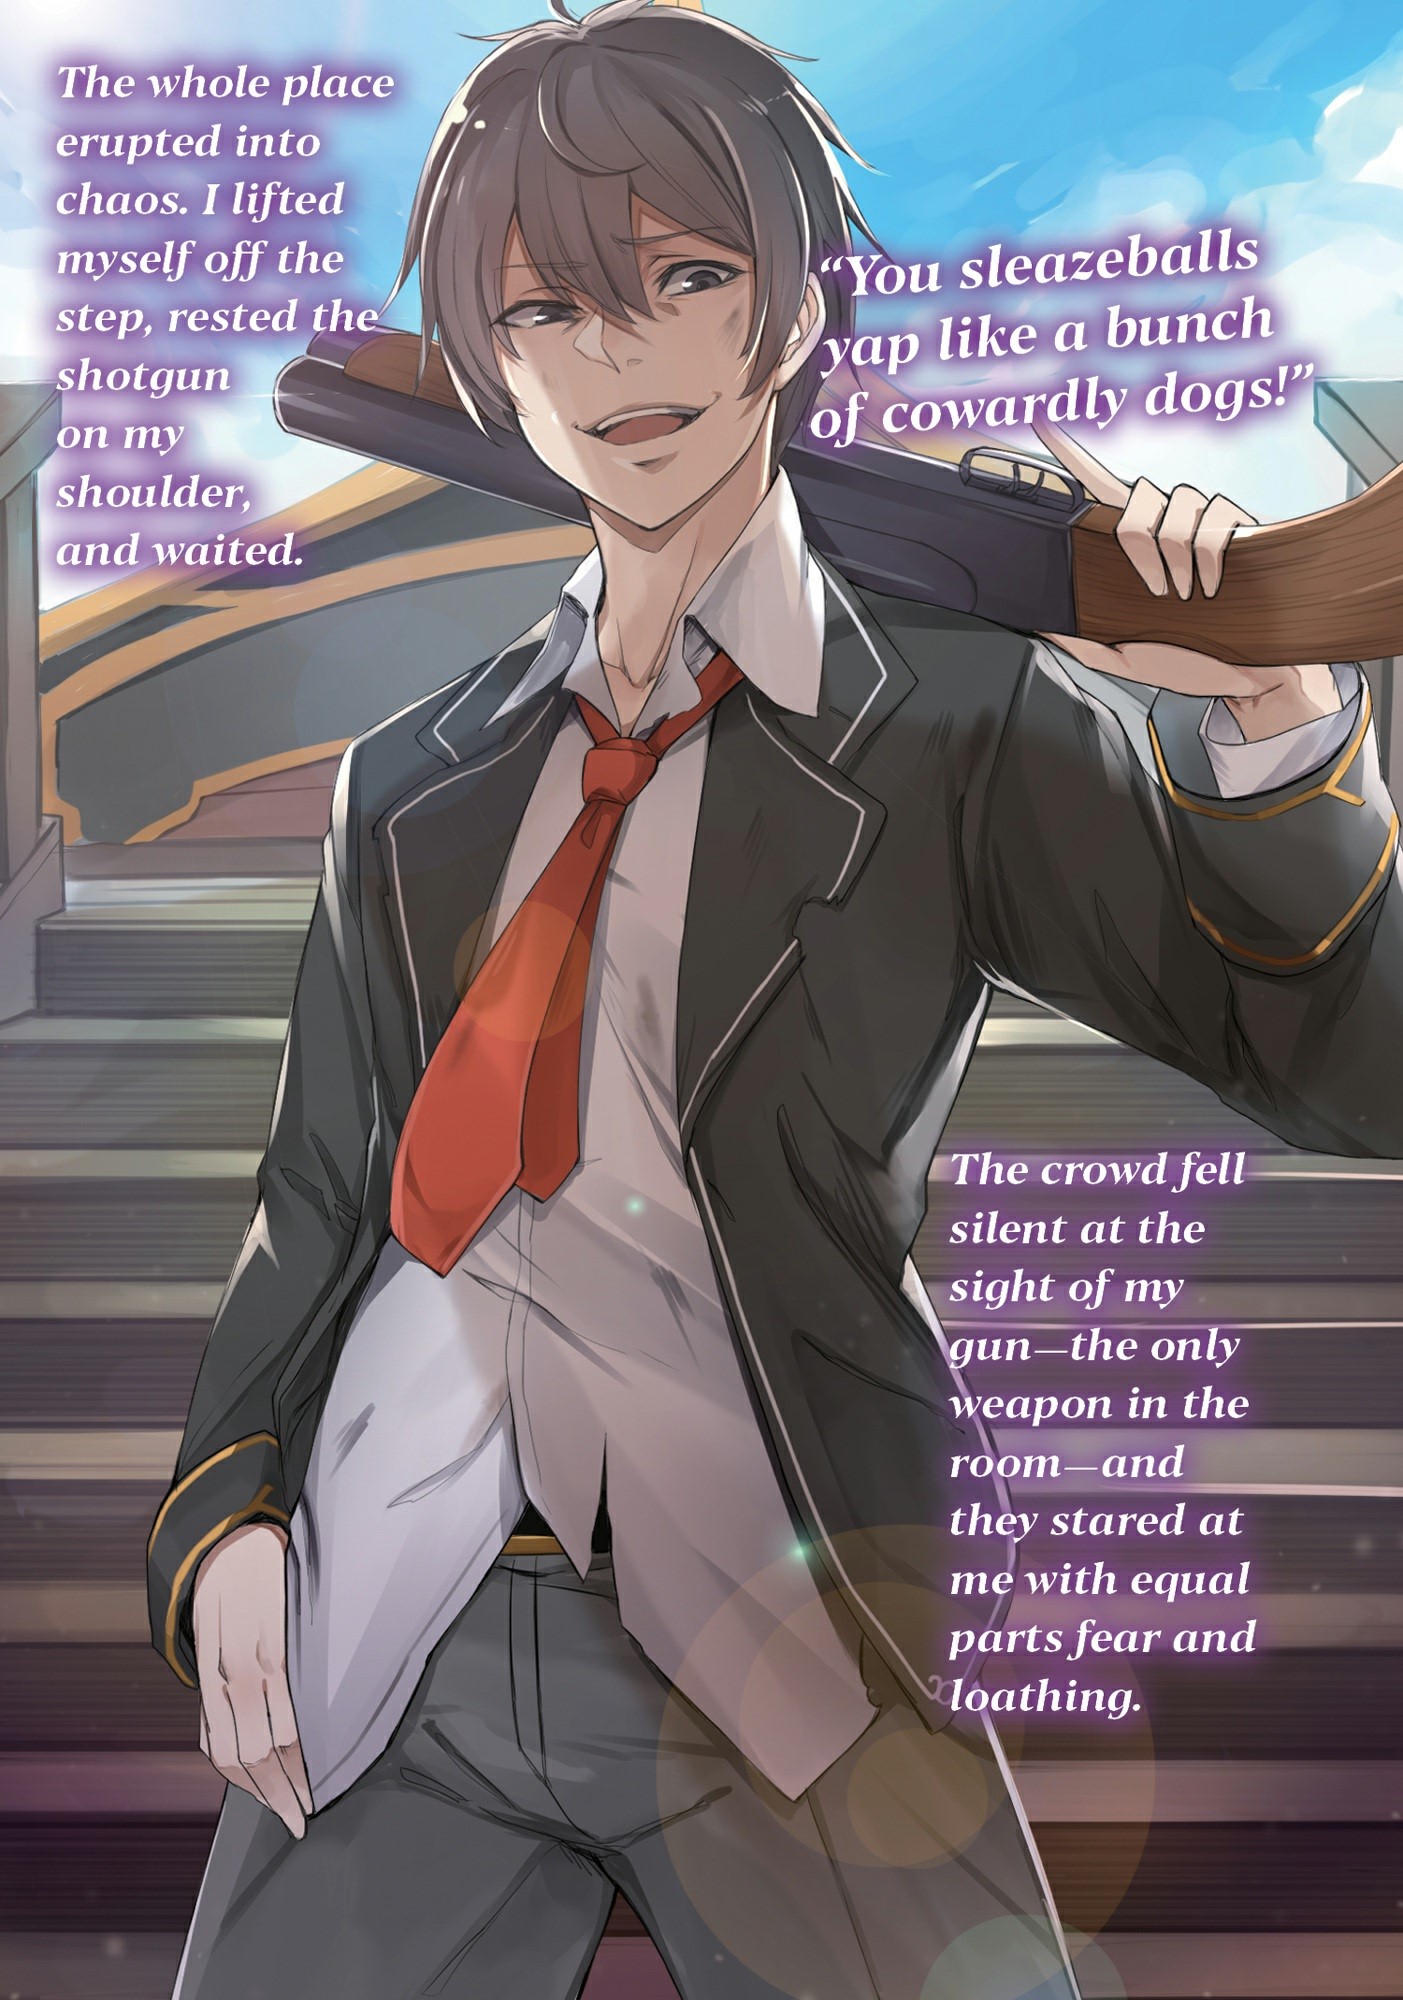 The whole place
erupted into
chaos. I lifted
myself off the
step, rested the
shotgun
on my
shoulder,
and waited.
“You sleazeballs
yap like a bunch
of cowardly dogs!”
The crowd fell
silent at the
sight of my
gun—the only
weapon in the
room—and
they stared at
me with equal
parts fear and
loathing.